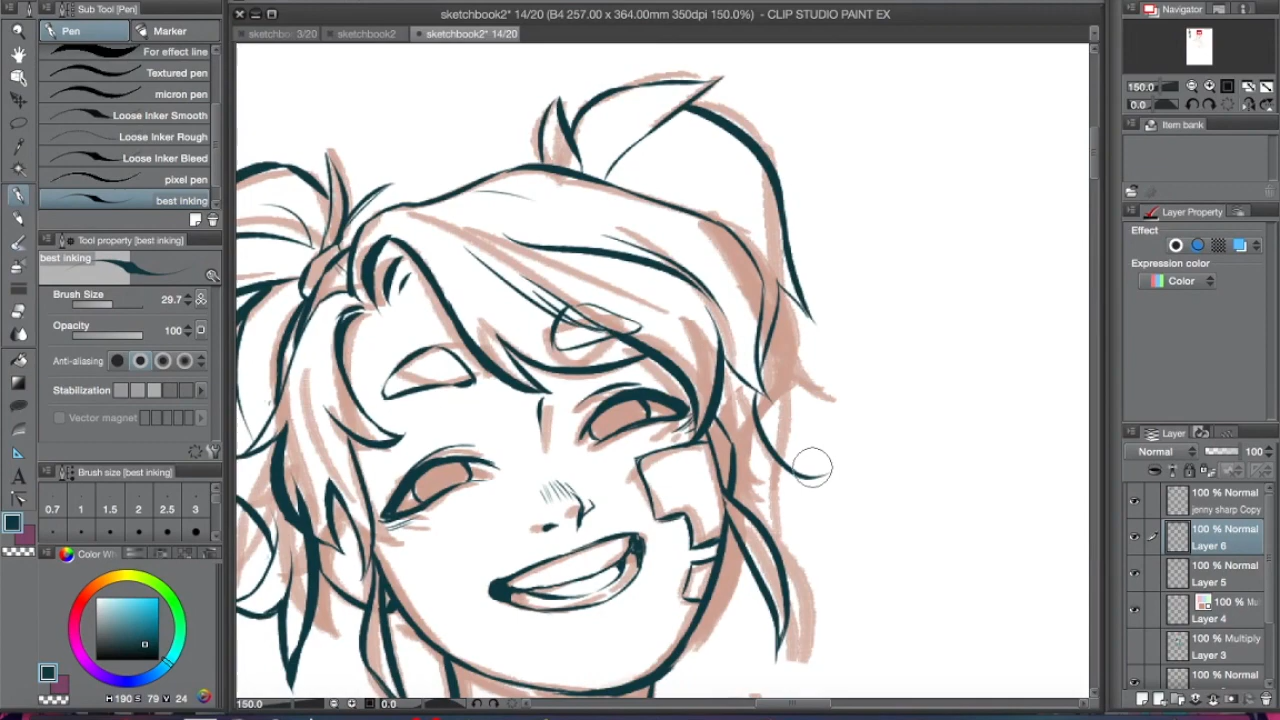 Sub Tool [Pen]
sketchbook2* 14/20 (B4 257.00 x 364.00mm 350dpi 150.0%) - CLIP STUDIO PAINT EX
Navigator
Pen
Marker
sketchbo 3/20
sketchbook2
sketchbook2* 14/20
For effect line
Textured pen
micron pen
Loose Inker Smooth
Loose Inker Rough
Loose Inker Bleed
pixel pen
best inking
150.0
0.0
Item bank
Tool property [best inking]
best inking
Brush Size
29.7
Opacity
100
Anti-aliasing
Stabilization
Vector magnet
Layer Property
Effect
Expression color
Color
Brush size [best inking]
0.7 1 1.5 2 2.5 3
Color Wh
H 190 S 79 V 24
Layer
Normal
100
100 % Normal
jenny sharp Copy
100 % Normal
Layer 6
100 % Normal
Layer 5
100 % Mu
Layer 4
100 % Multiply
Layer 3
100 % Normal
150.0
0.0